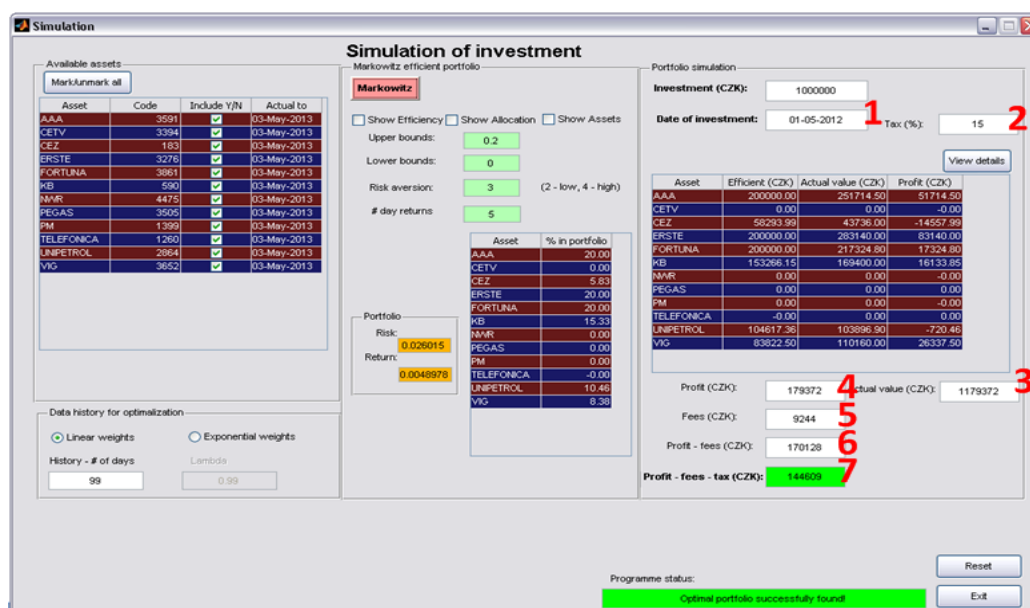 Simulation
Simulation of investment
Available assets
Mark/unmark all
Asset Code Include Y/N Actual to
AAA 3591 03-May-2013
CETV 3394 03-May-2013
CEZ 183 03-May-2013
ERSTE 3276 03-May-2013
FORTUNA 3861 03-May-2013
KB 590 03-May-2013
NWR 4475 03-May-2013
PEGAS 3505 03-May-2013
PM 1399 03-May-2013
TELEFONICA 1260 03-May-2013
UNIPETROL 2864 03-May-2013
VIG 3652 03-May-2013
Data history for optimalization
Linear weights Exponential weights
History - # of days Lambda
99 0.99
Markowitz efficient portfolio
Markowitz
Show Efficiency Show Allocation Show Assets
Upper bounds: 0.2
Lower bounds: 0
Risk aversion: 3 (2 - low, 4 - high)
# day returns 5
Asset % in portfolio
AAA 20.00
CETV 0.00
CEZ 5.83
ERSTE 20.00
FORTUNA 20.00
KB 15.33
NWR 0.00
PEGAS 0.00
PM 0.00
TELEFONICA -0.00
UNIPETROL 10.46
VIG 8.38
Portfolio
Risk:
0.026015
Return:
0.0048978
Portfolio simulation
Investment (CZK): 1000000
Date of investment: 01-05-2012 1 Tax (%): 15 2
View details
Asset Efficient (CZK) Actual value (CZK) Profit (CZK)
AAA 200000.00 251714.50 51714.50
CETV 0.00 0.00 -0.00
CEZ 58293.99 43736.00 -14557.99
ERSTE 200000.00 283140.00 83140.00
FORTUNA 200000.00 217324.80 17324.80
KB 153266.15 169400.00 16133.85
NWR 0.00 0.00 -0.00
PEGAS 0.00 0.00 0.00
PM 0.00 0.00 -0.00
TELEFONICA -0.00 0.00 0.00
UNIPETROL 104617.36 103896.90 -720.46
VIG 83822.50 110160.00 26337.50
Profit (CZK): 179372 4 ctual value (CZK): 1179372 3
Fees (CZK): 9244 5
Profit - fees (CZK): 170128 6
Profit - fees - tax (CZK): 144609 7
Programme status:
Optimal portfolio successfully found!
Reset
Exit